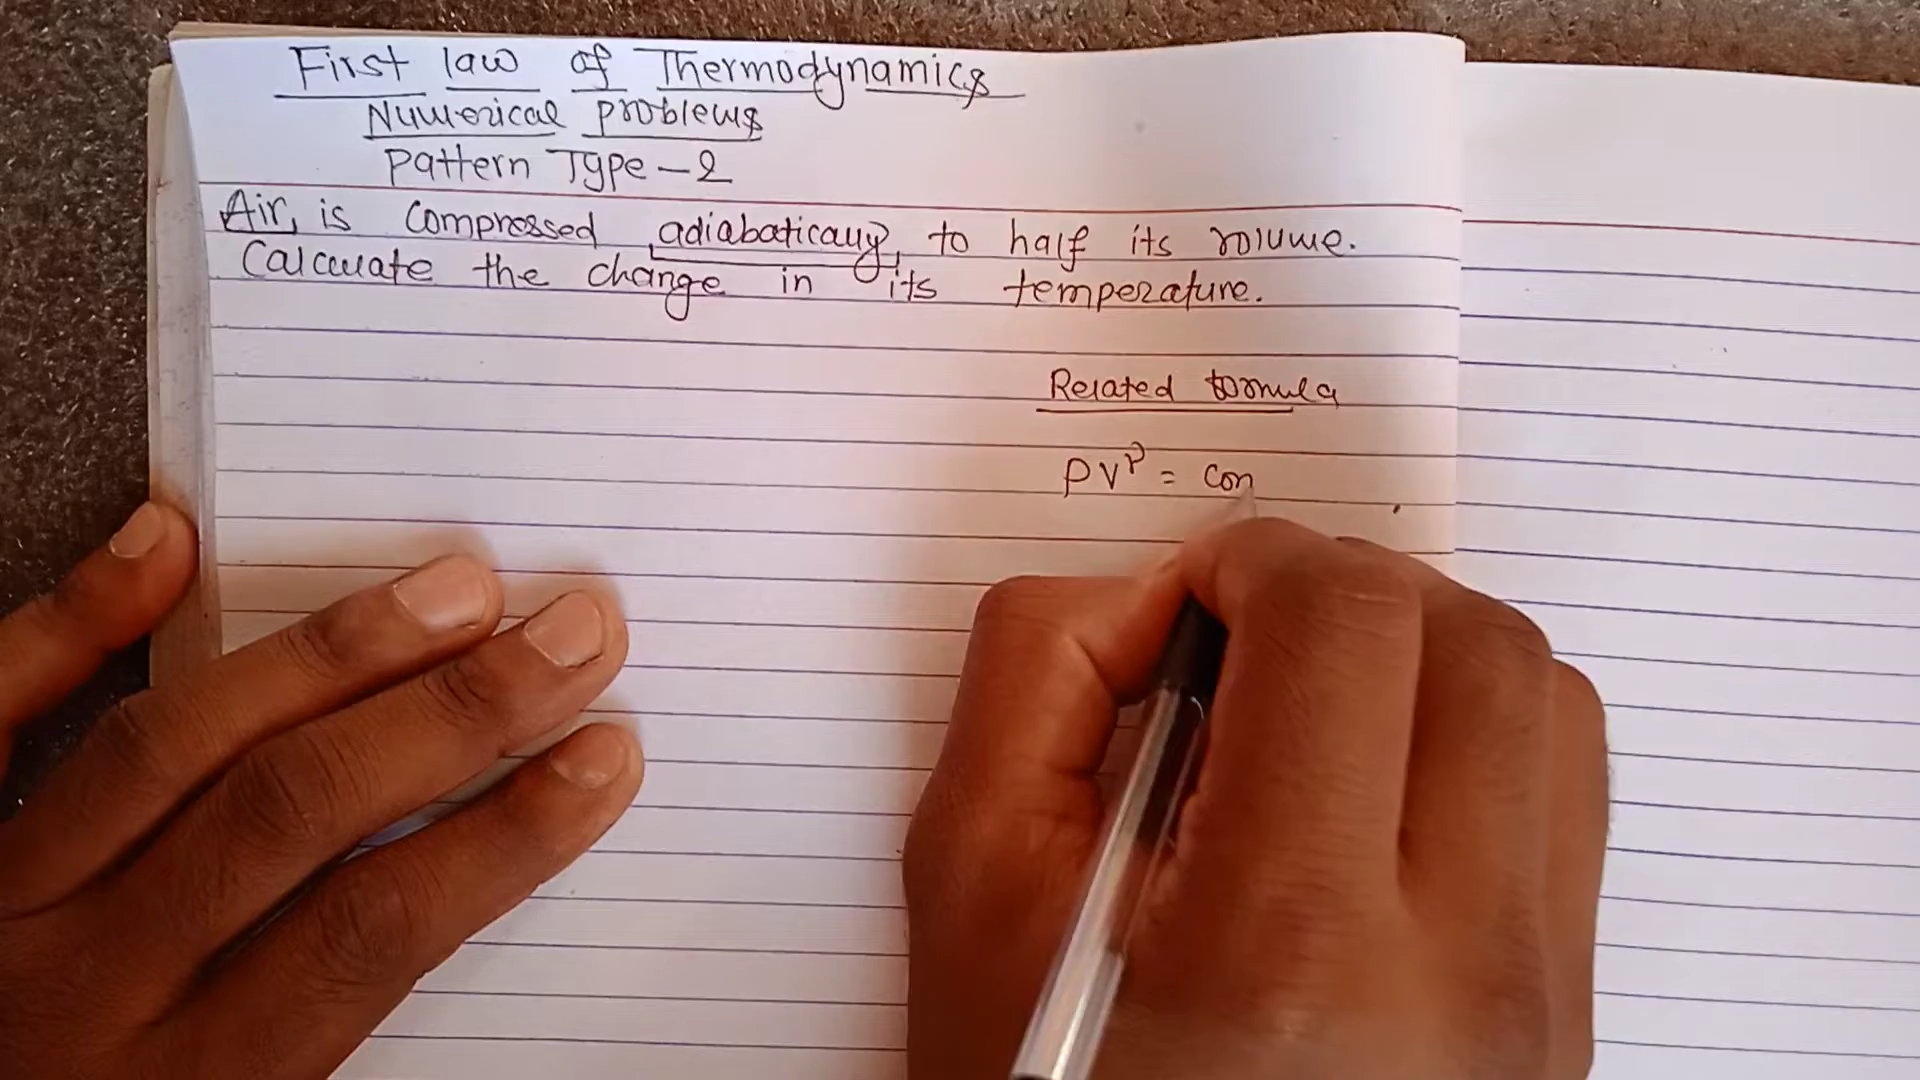 First law of Thermodynamics
Numerical problems
Pattern Type - 2
Air, is compressed adiabatically, to half its volume.
Calculate the change in its temperature.
Related formula
PV^γ = con